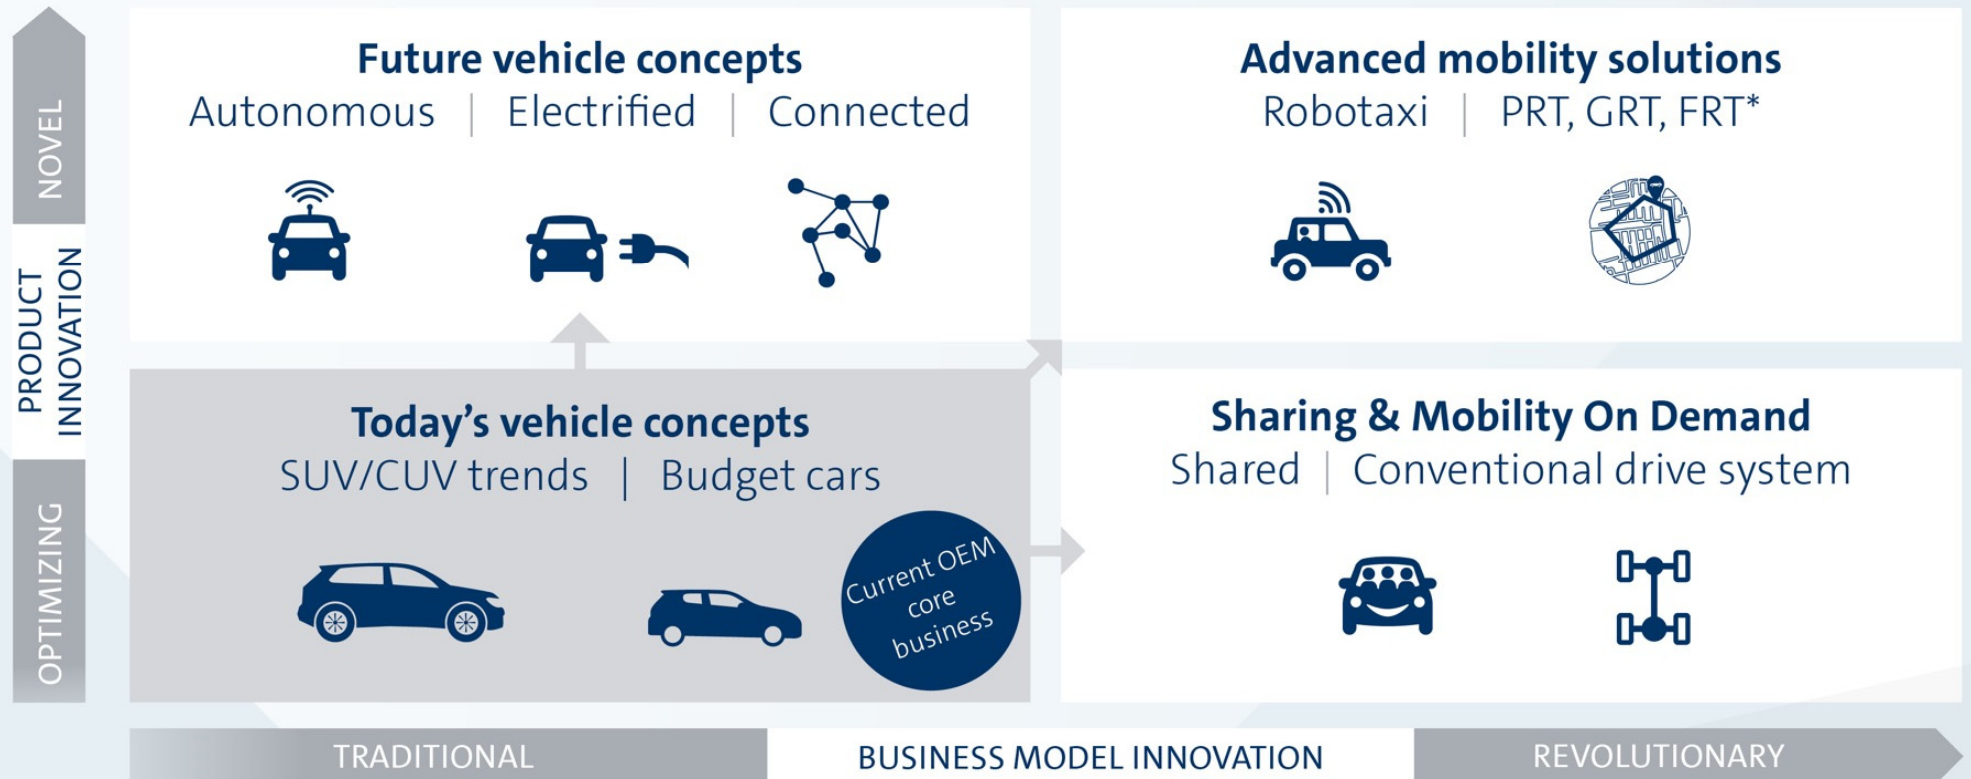 NOVEL
PRODUCT
INNOVATION
OPTIMIZING
Future vehicle concepts
Autonomous | Electrified | Connected
Advanced mobility solutions
Robotaxi | PRT, GRT, FRT*
Today’s vehicle concepts
SUV/CUV trends | Budget cars
Current OEM
core
business
Sharing & Mobility On Demand
Shared | Conventional drive system
TRADITIONAL
BUSINESS MODEL INNOVATION
REVOLUTIONARY